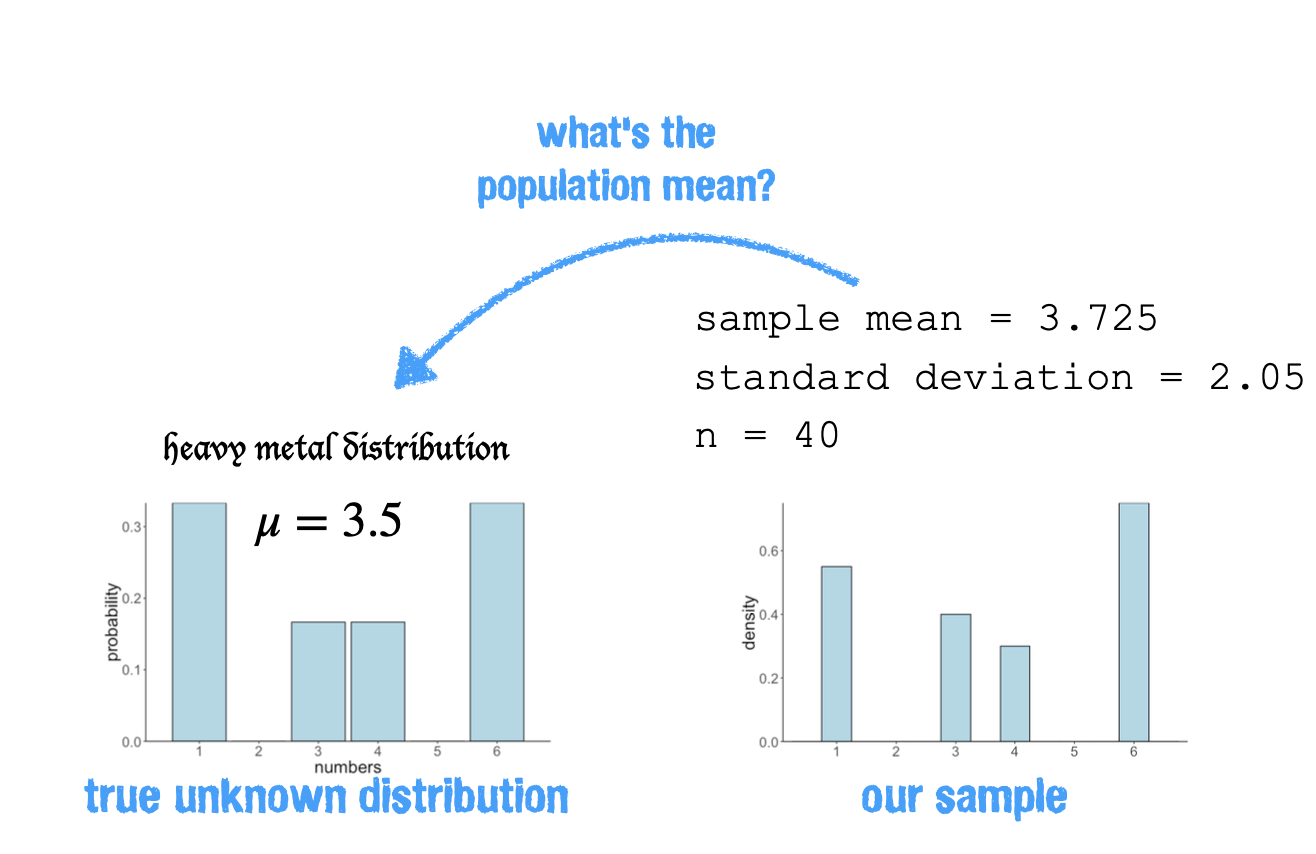 what's the
population mean?
sample mean = 3.725
standard deviation = 2.05
n = 40
heavy metal distribution
μ = 3.5
0.3
0.2
0.1
0.0
probability
1 2 3 4 5 6
numbers
true unknown distribution
0.6
0.4
0.2
0.0
density
1 2 3 4 5 6
our sample